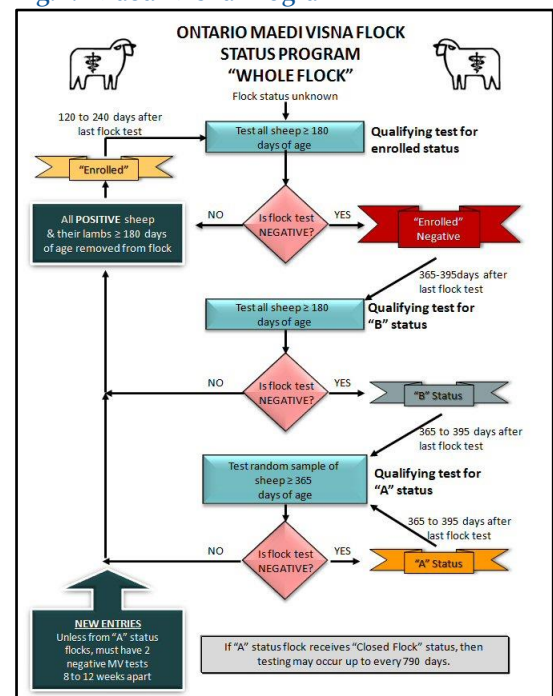 ONTARIO MAEDI VISNA FLOCK
STATUS PROGRAM
“WHOLE FLOCK”
Flock status unknown
120 to 240 days after
last flock test
Test all sheep ≥ 180
days of age
Qualifying test for
enrolled status
“Enrolled”
All POSITIVE sheep
& their lambs ≥ 180 days
of age removed from flock
NO
Is flock test
NEGATIVE?
YES
“Enrolled”
Negative
365-395days after
last flock test
Test all sheep ≥ 180
days of age
Qualifying test for
“B” status
NO
Is flock test
NEGATIVE?
YES
“B” Status
365 to 395 days after
last flock test
Test random sample of
sheep ≥ 365
days of age
Qualifying test for
“A” status
365 to 395 days after
last flock test
NO
Is flock test
NEGATIVE?
YES
“A” Status
NEW ENTRIES
Unless from “A” status
flocks, must have 2
negative MV tests
8 to 12 weeks apart
If “A” status flock receives “Closed Flock” status, then
testing may occur up to every 790 days.